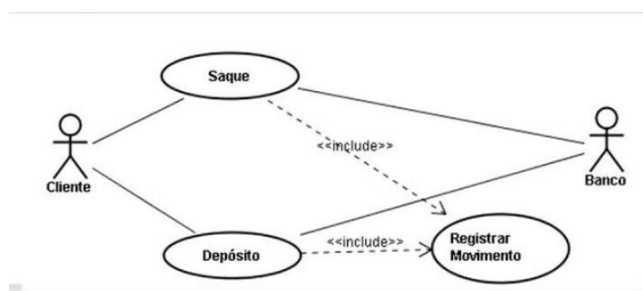 Saque
<<include>>
Cliente
Banco
Depósito
<<include>>
Registrar
Movimento